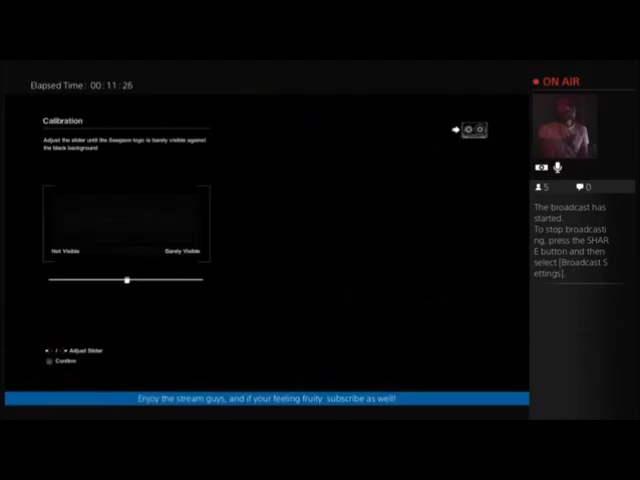 Elapsed Time: 00:11:26
ON AIR
Calibration
Adjust the slider until the Seegson logo is barely visible against
the black background
5
0
The broadcast has
started.
To stop broadcasti
ng, press the SHAR
E button and then
select [Broadcast S
ettings].
Not Visible
Barely Visible
/
Adjust Slider
Confirm
Enjoy the stream guys, and if your feeling fruity subscribe as well!